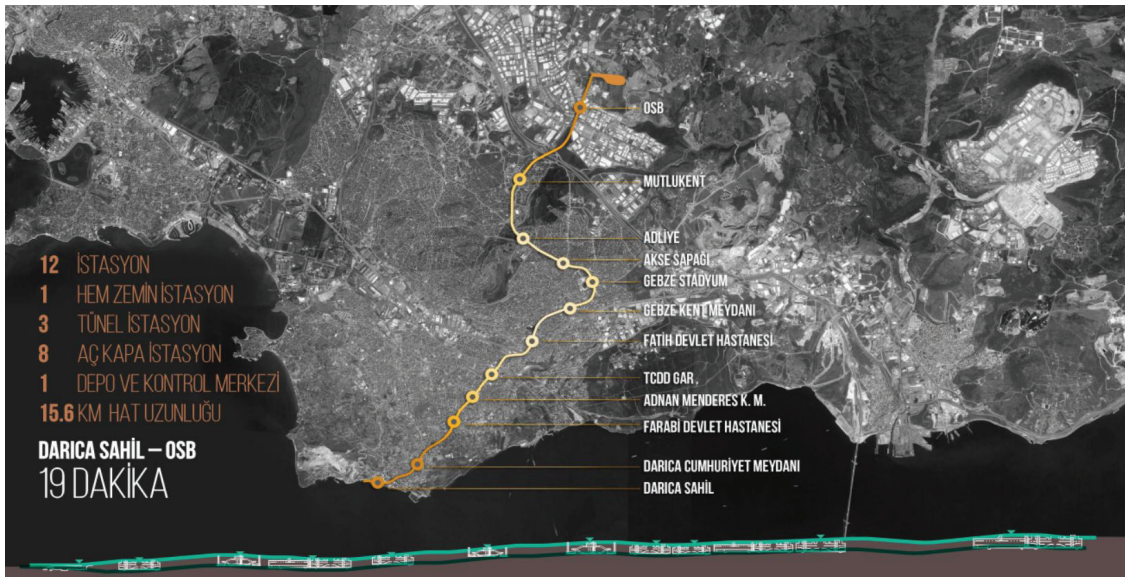 OSB
MUTLUKENT
ADLİYE
AKSE SAPAĞI
GEBZE STADYUM
GEBZE KENT MEYDANI
FATİH DEVLET HASTANESİ
TCDD GAR
ADNAN MENDERES K. M.
FARABİ DEVLET HASTANESİ
DARICA CUMHURİYET MEYDANI
DARICA SAHİL
12 İSTASYON
1 HEM ZEMİN İSTASYON
3 TÜNEL İSTASYON
8 AÇ KAPA İSTASYON
1 DEPO VE KONTROL MERKEZİ
15.6 KM HAT UZUNLUĞU
DARICA SAHİL – OSB
19 DAKİKA